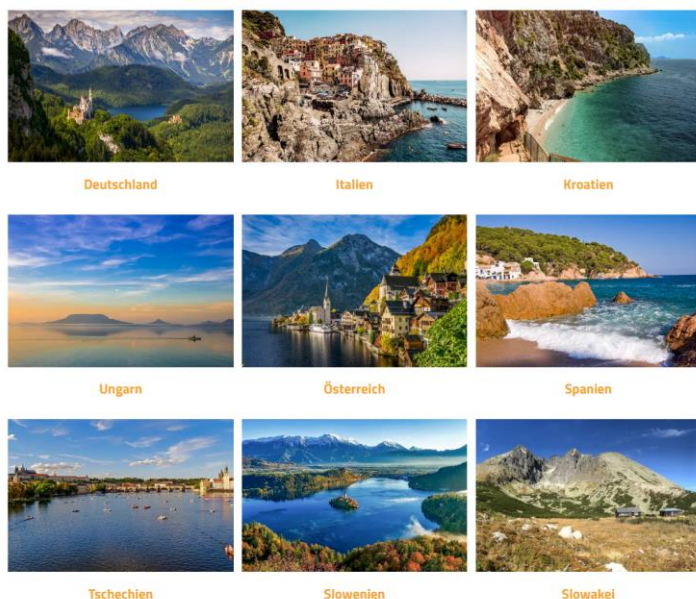 Deutschland
Italien
Kroatien
Ungarn
Österreich
Spanien
Tschechien
Slowenien
Slowakei